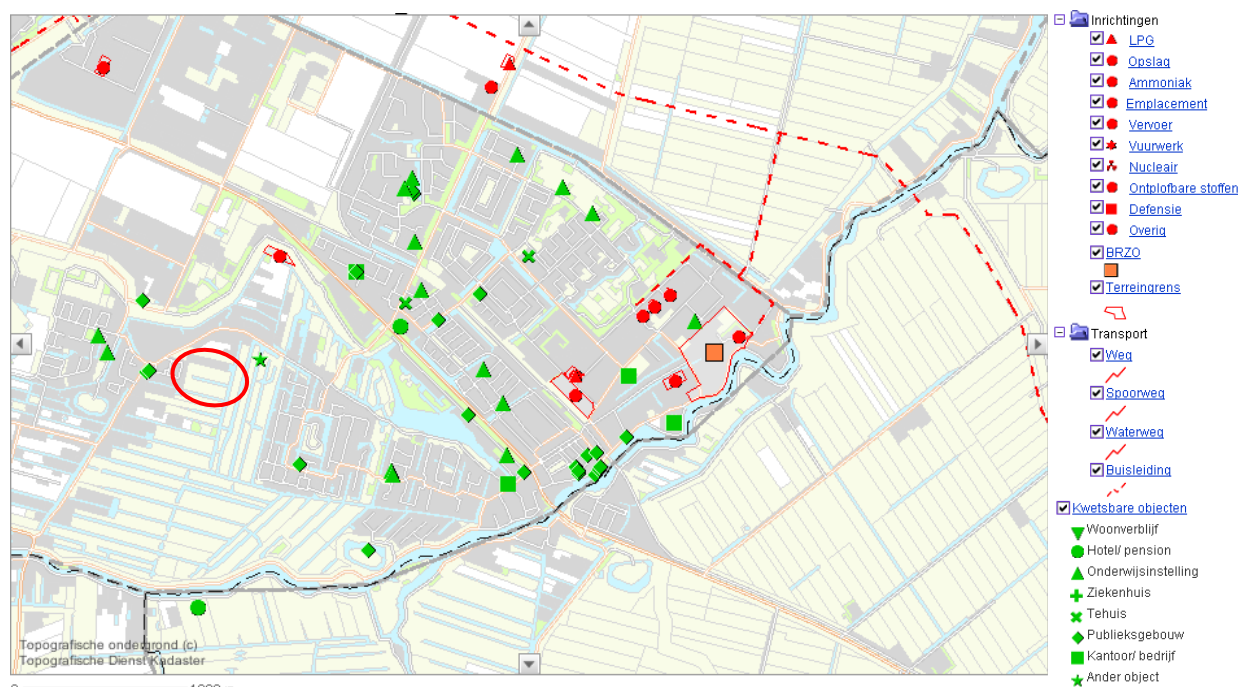 Inrichtingen
LPG
Opslag
Ammoniak
Emplacement
Vervoer
Vuurwerk
Nucleair
Ontplofbare stoffen
Defensie
Overig
BRZO
Terreingrens
Transport
Weg
Spoorweg
Waterweg
Buisleiding
Kwetsbare objecten
Woonverblijf
Hotel/ pension
Onderwijsinstelling
Ziekenhuis
Tehuis
Publieksgebouw
Kantoor/ bedrijf
Ander object
Topografische ondergrond (c)
Topografische Dienst Kadaster